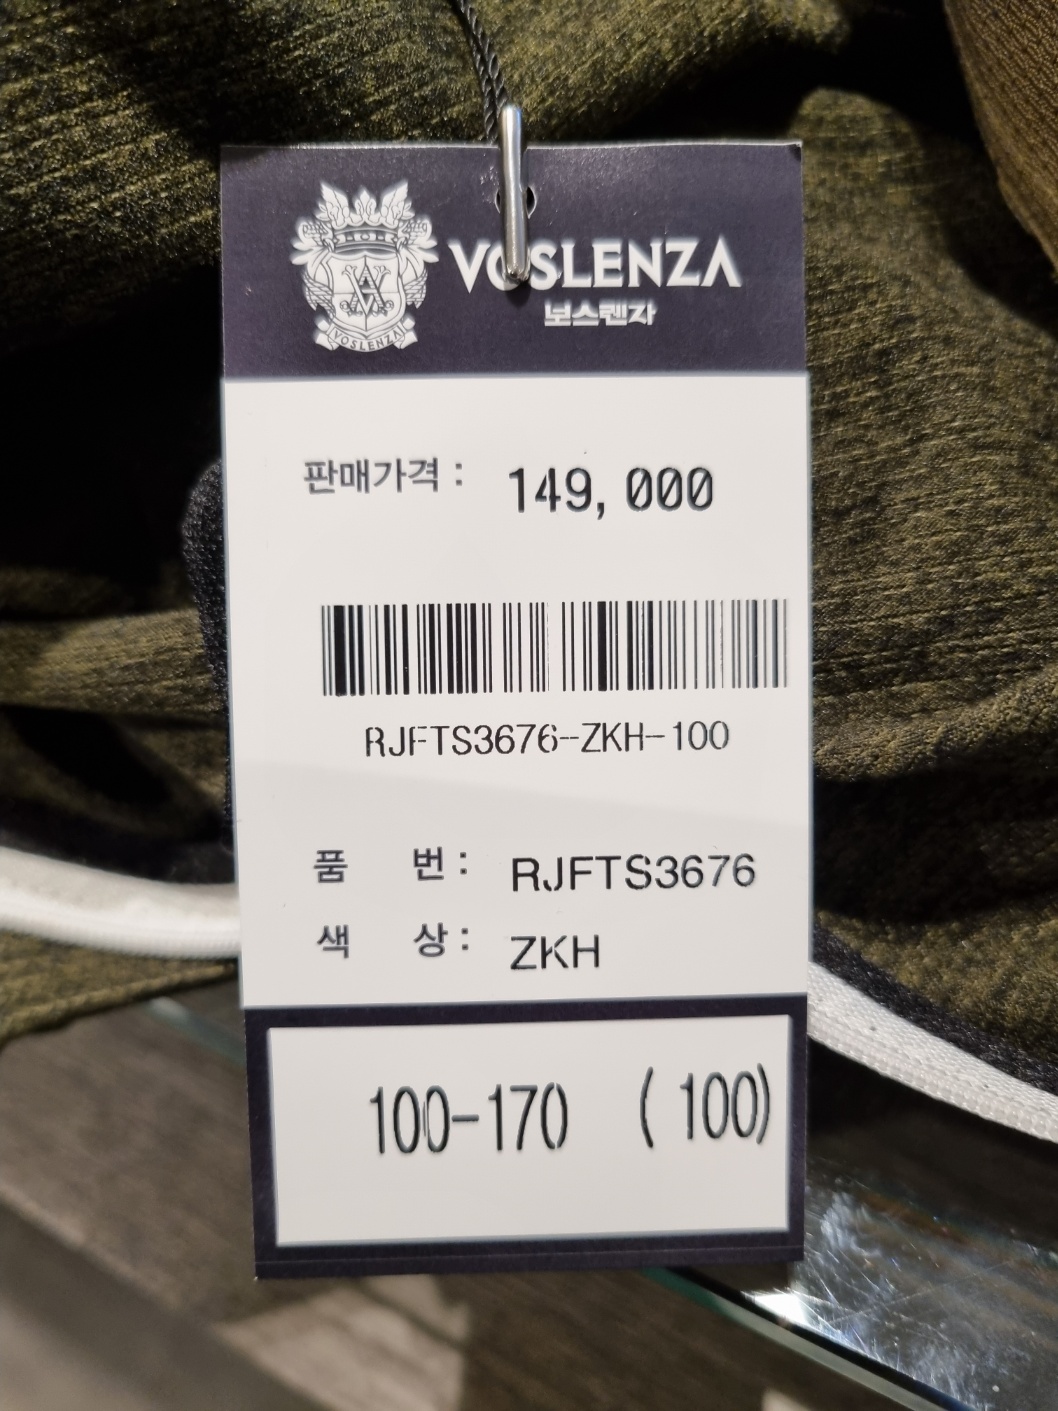 VOSLENZA
보스렌자
VOSLENZA
판매가격 : 149,000
RJFTS3676-ZKH-100
품 번 : RJFTS3676
색 상 : ZKH
100-170 ( 100)